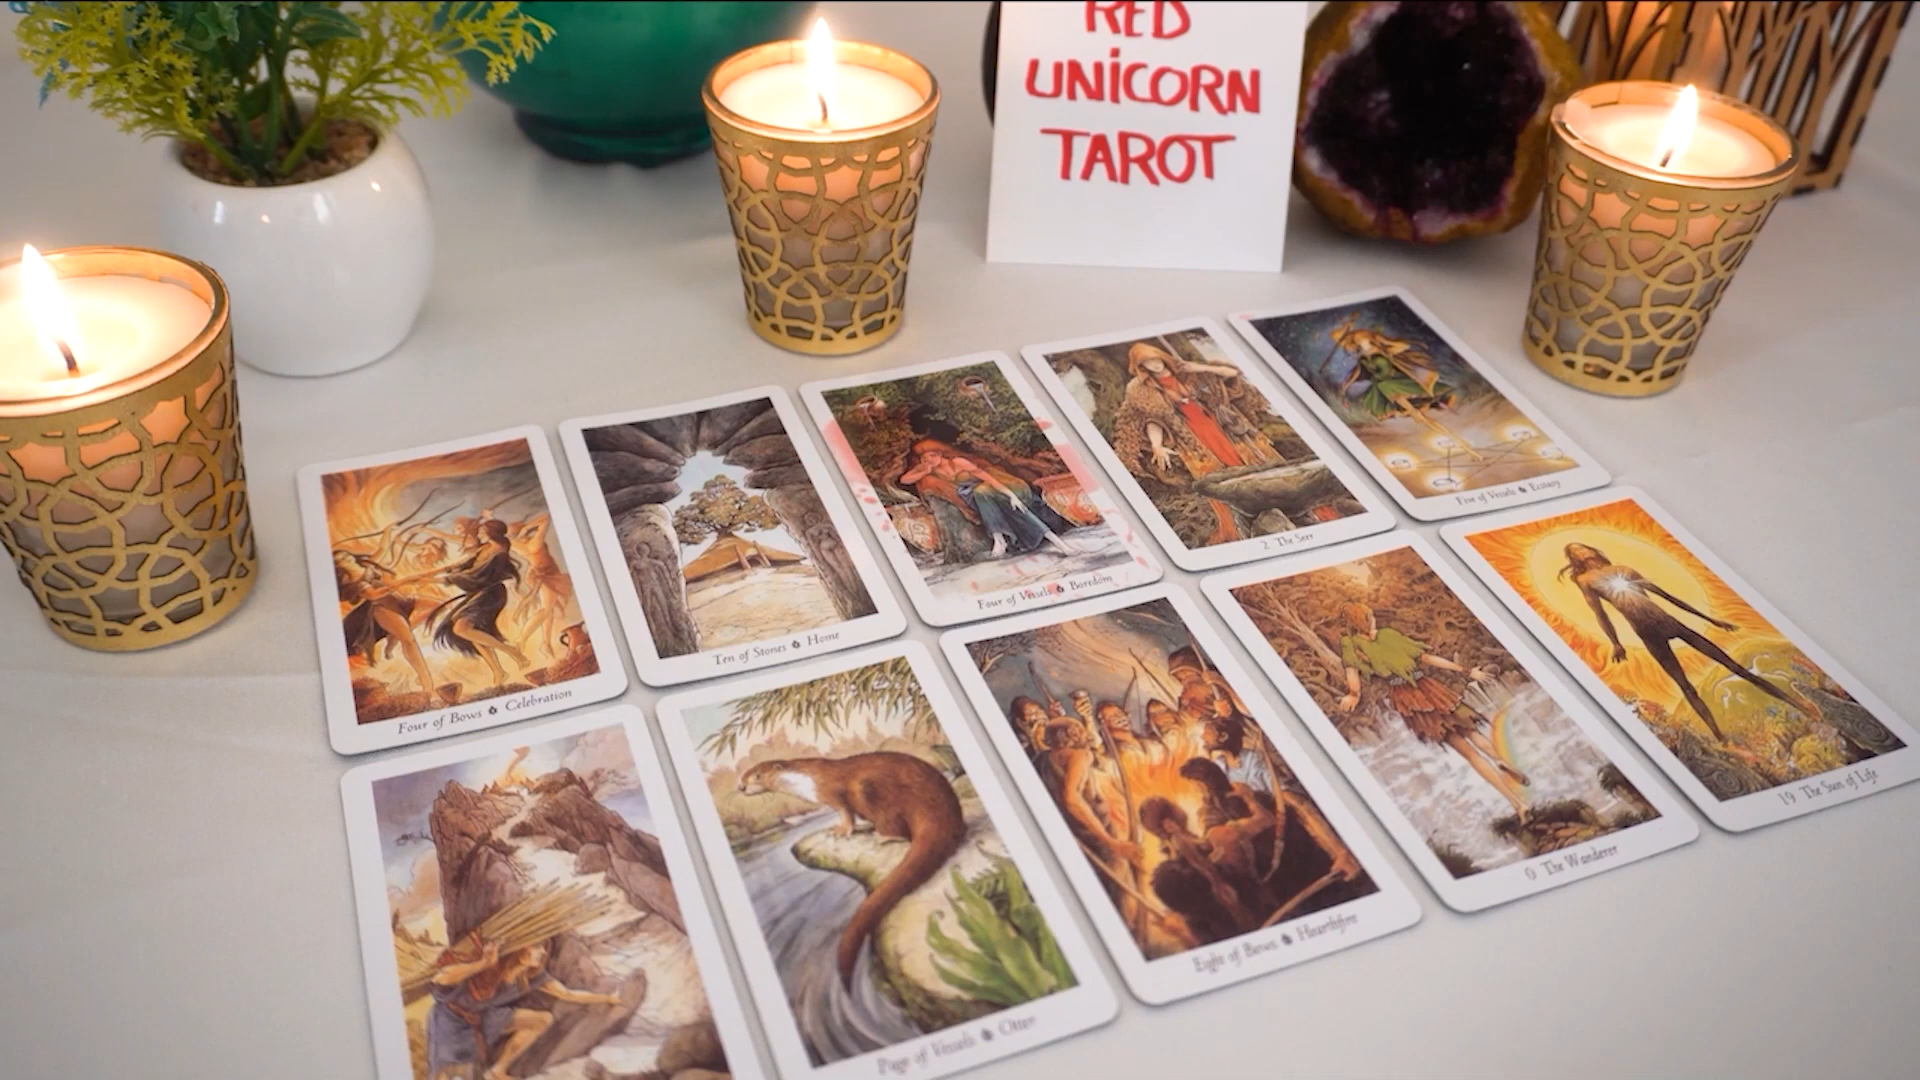 RED
UNiCORN
TAROT
Four of Bows Celebration
Ten of Stones Home
Four of Vessels Boredom
2 The Seer
Five of Vessels Ecstasy
Page of Vessels Otter
Eight of Bows Hearthfire
0 The Wanderer
19 The Sun of Life